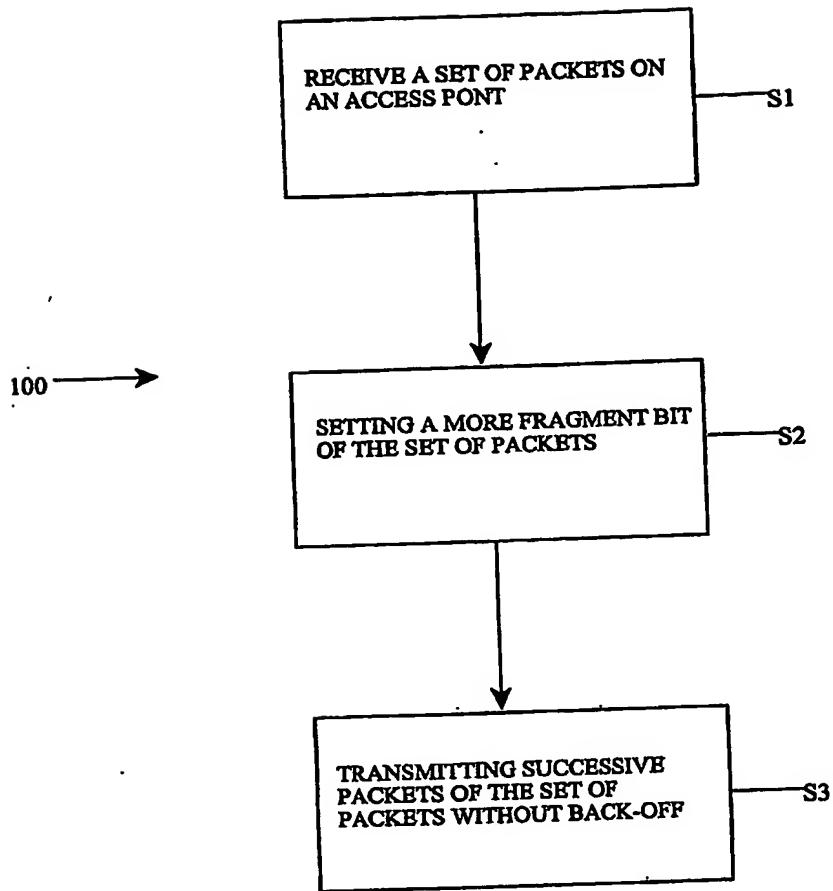 RECEIVE A SET OF PACKETS ON
AN ACCESS PONT
S1
100
SETTING A MORE FRAGMENT BIT
OF THE SET OF PACKETS
S2
TRANSMITTING SUCCESSIVE
PACKETS OF THE SET OF
PACKETS WITHOUT BACK-OFF
S3